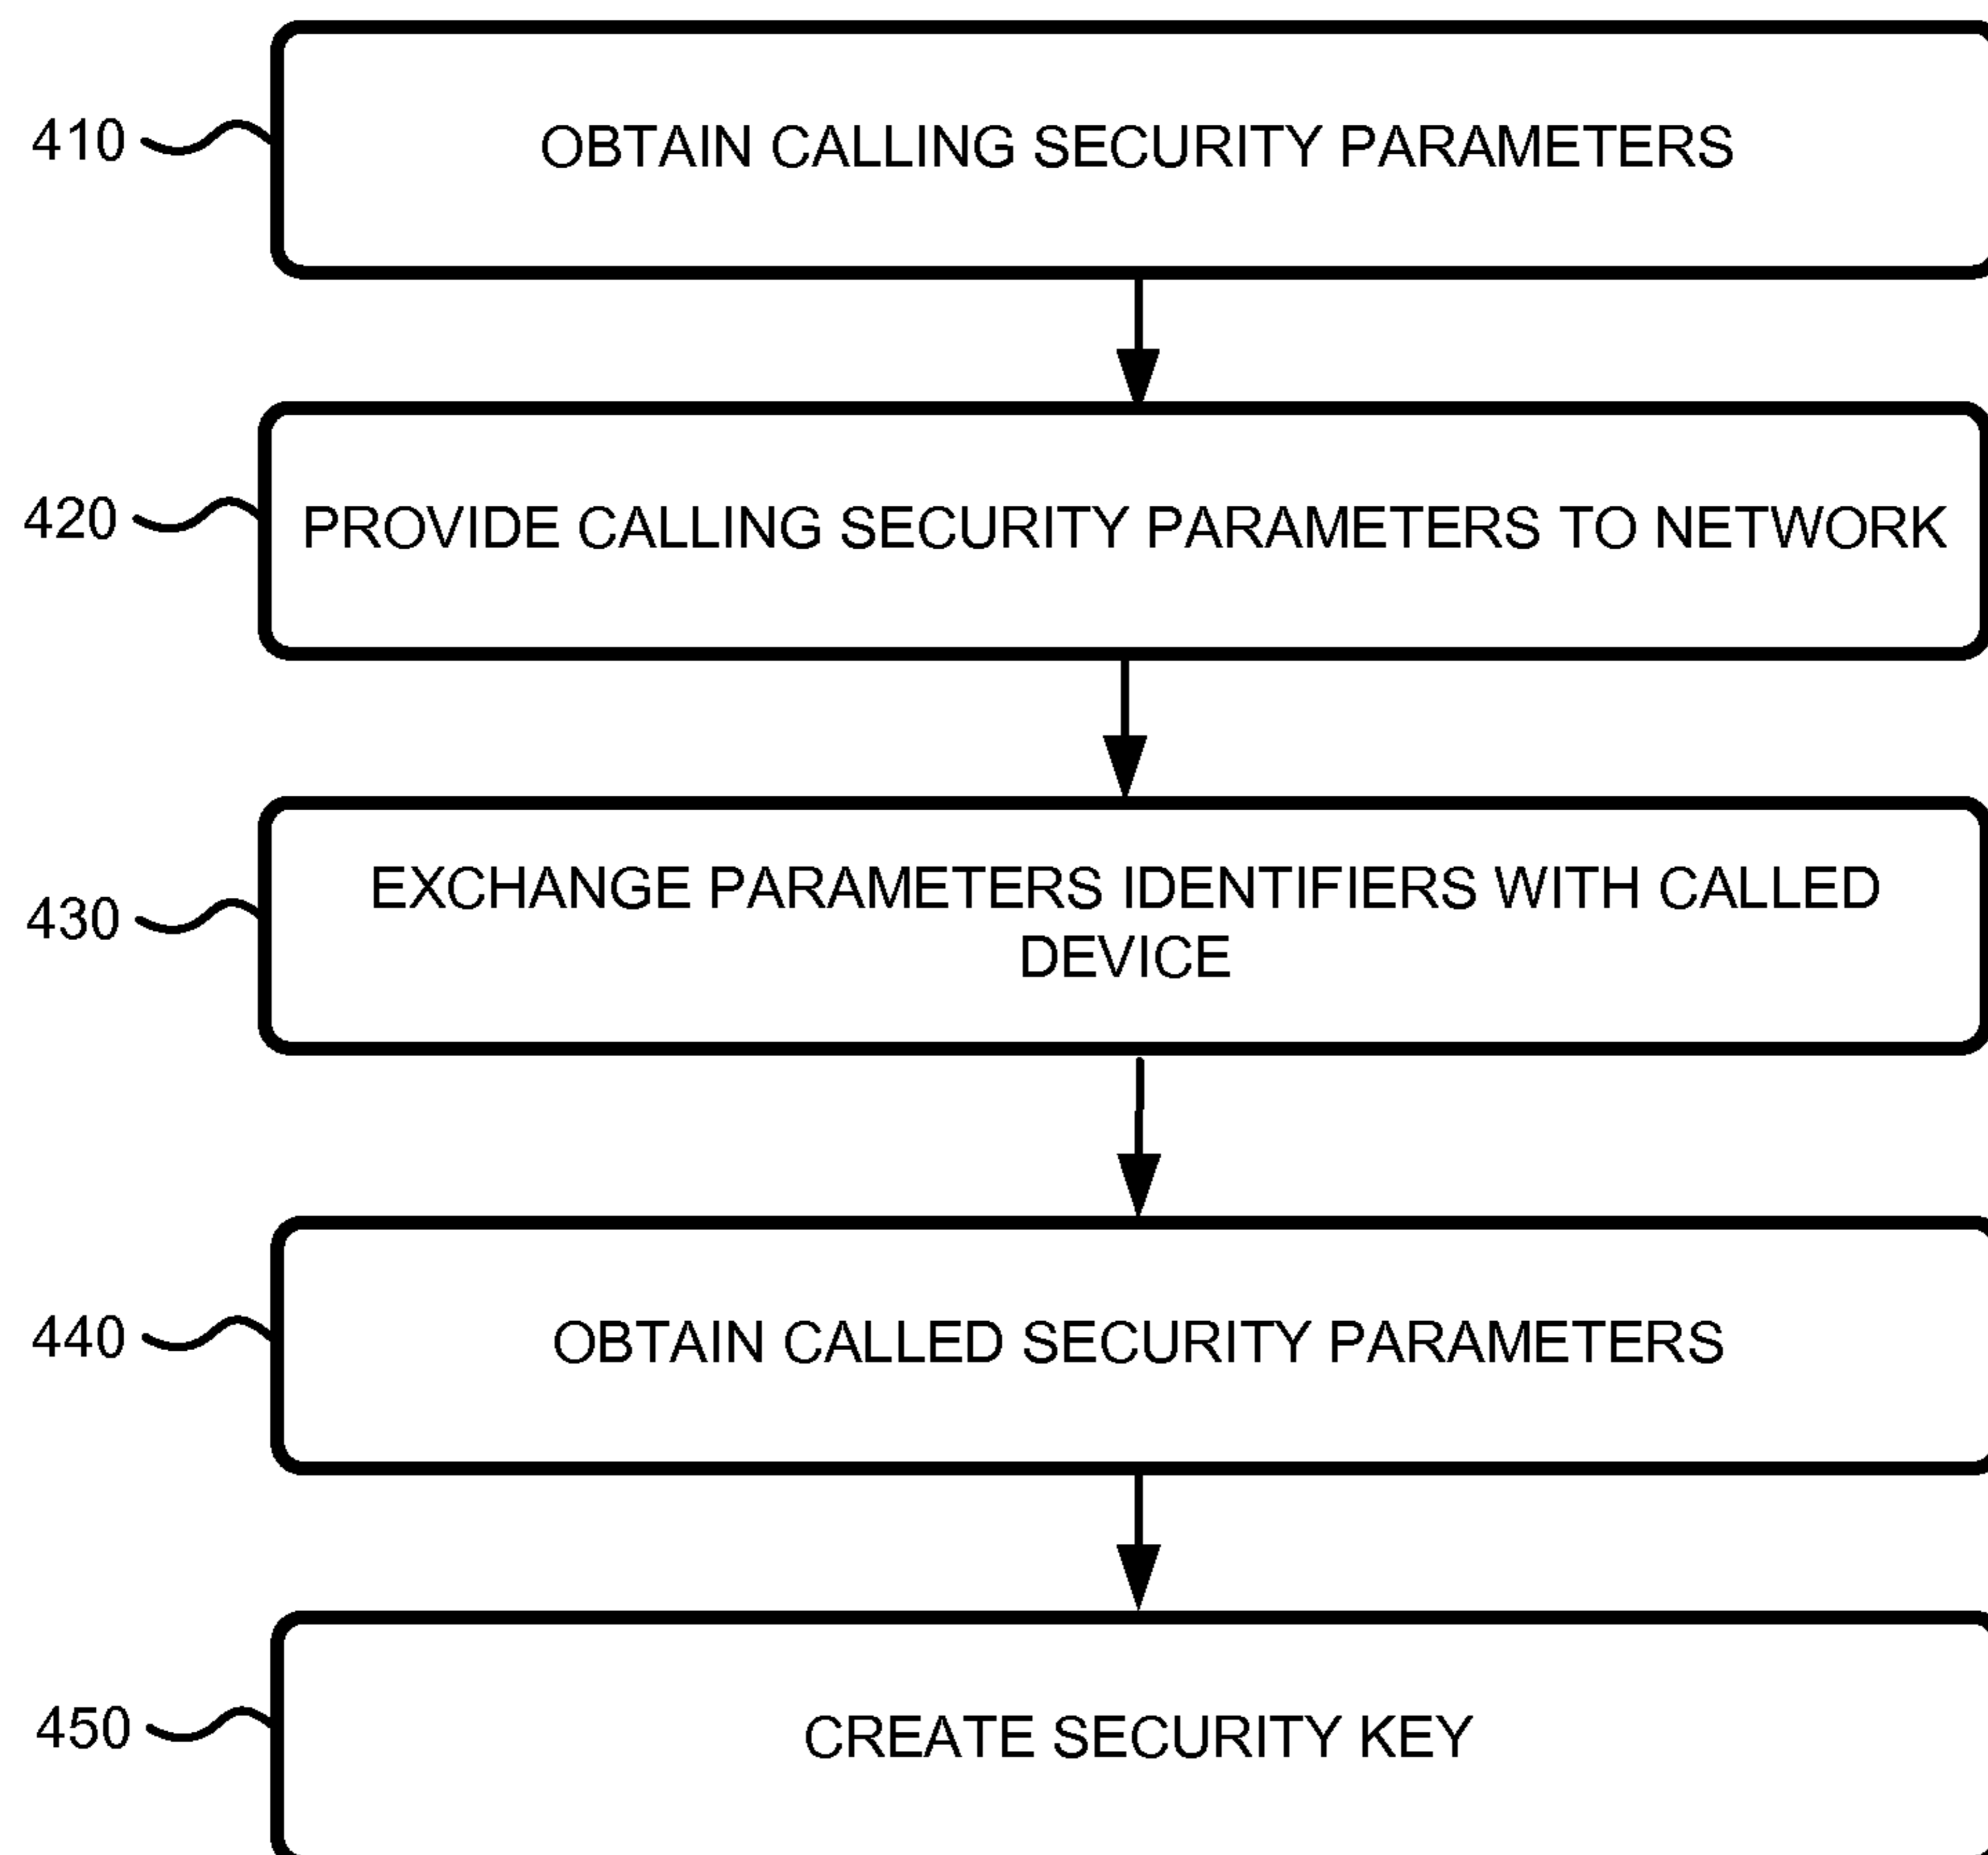 410
OBTAIN CALLING SECURITY PARAMETERS
420
PROVIDE CALLING SECURITY PARAMETERS TO NETWORK
430
EXCHANGE PARAMETERS IDENTIFIERS WITH CALLED
DEVICE
440
OBTAIN CALLED SECURITY PARAMETERS
450
CREATE SECURITY KEY